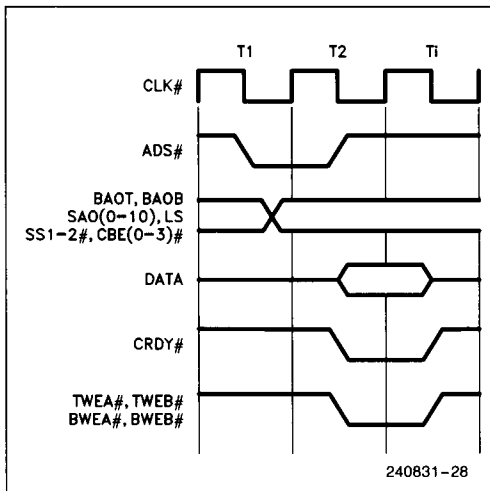 T1 T2 Ti
CLK#
ADS#
BAOT, BAOB
SAO(0-10), LS
SS1-2#, CBE(0-3)#
DATA
CRDY#
TWEA#, TWEB#
BWEA#, BWEB#
240831-28